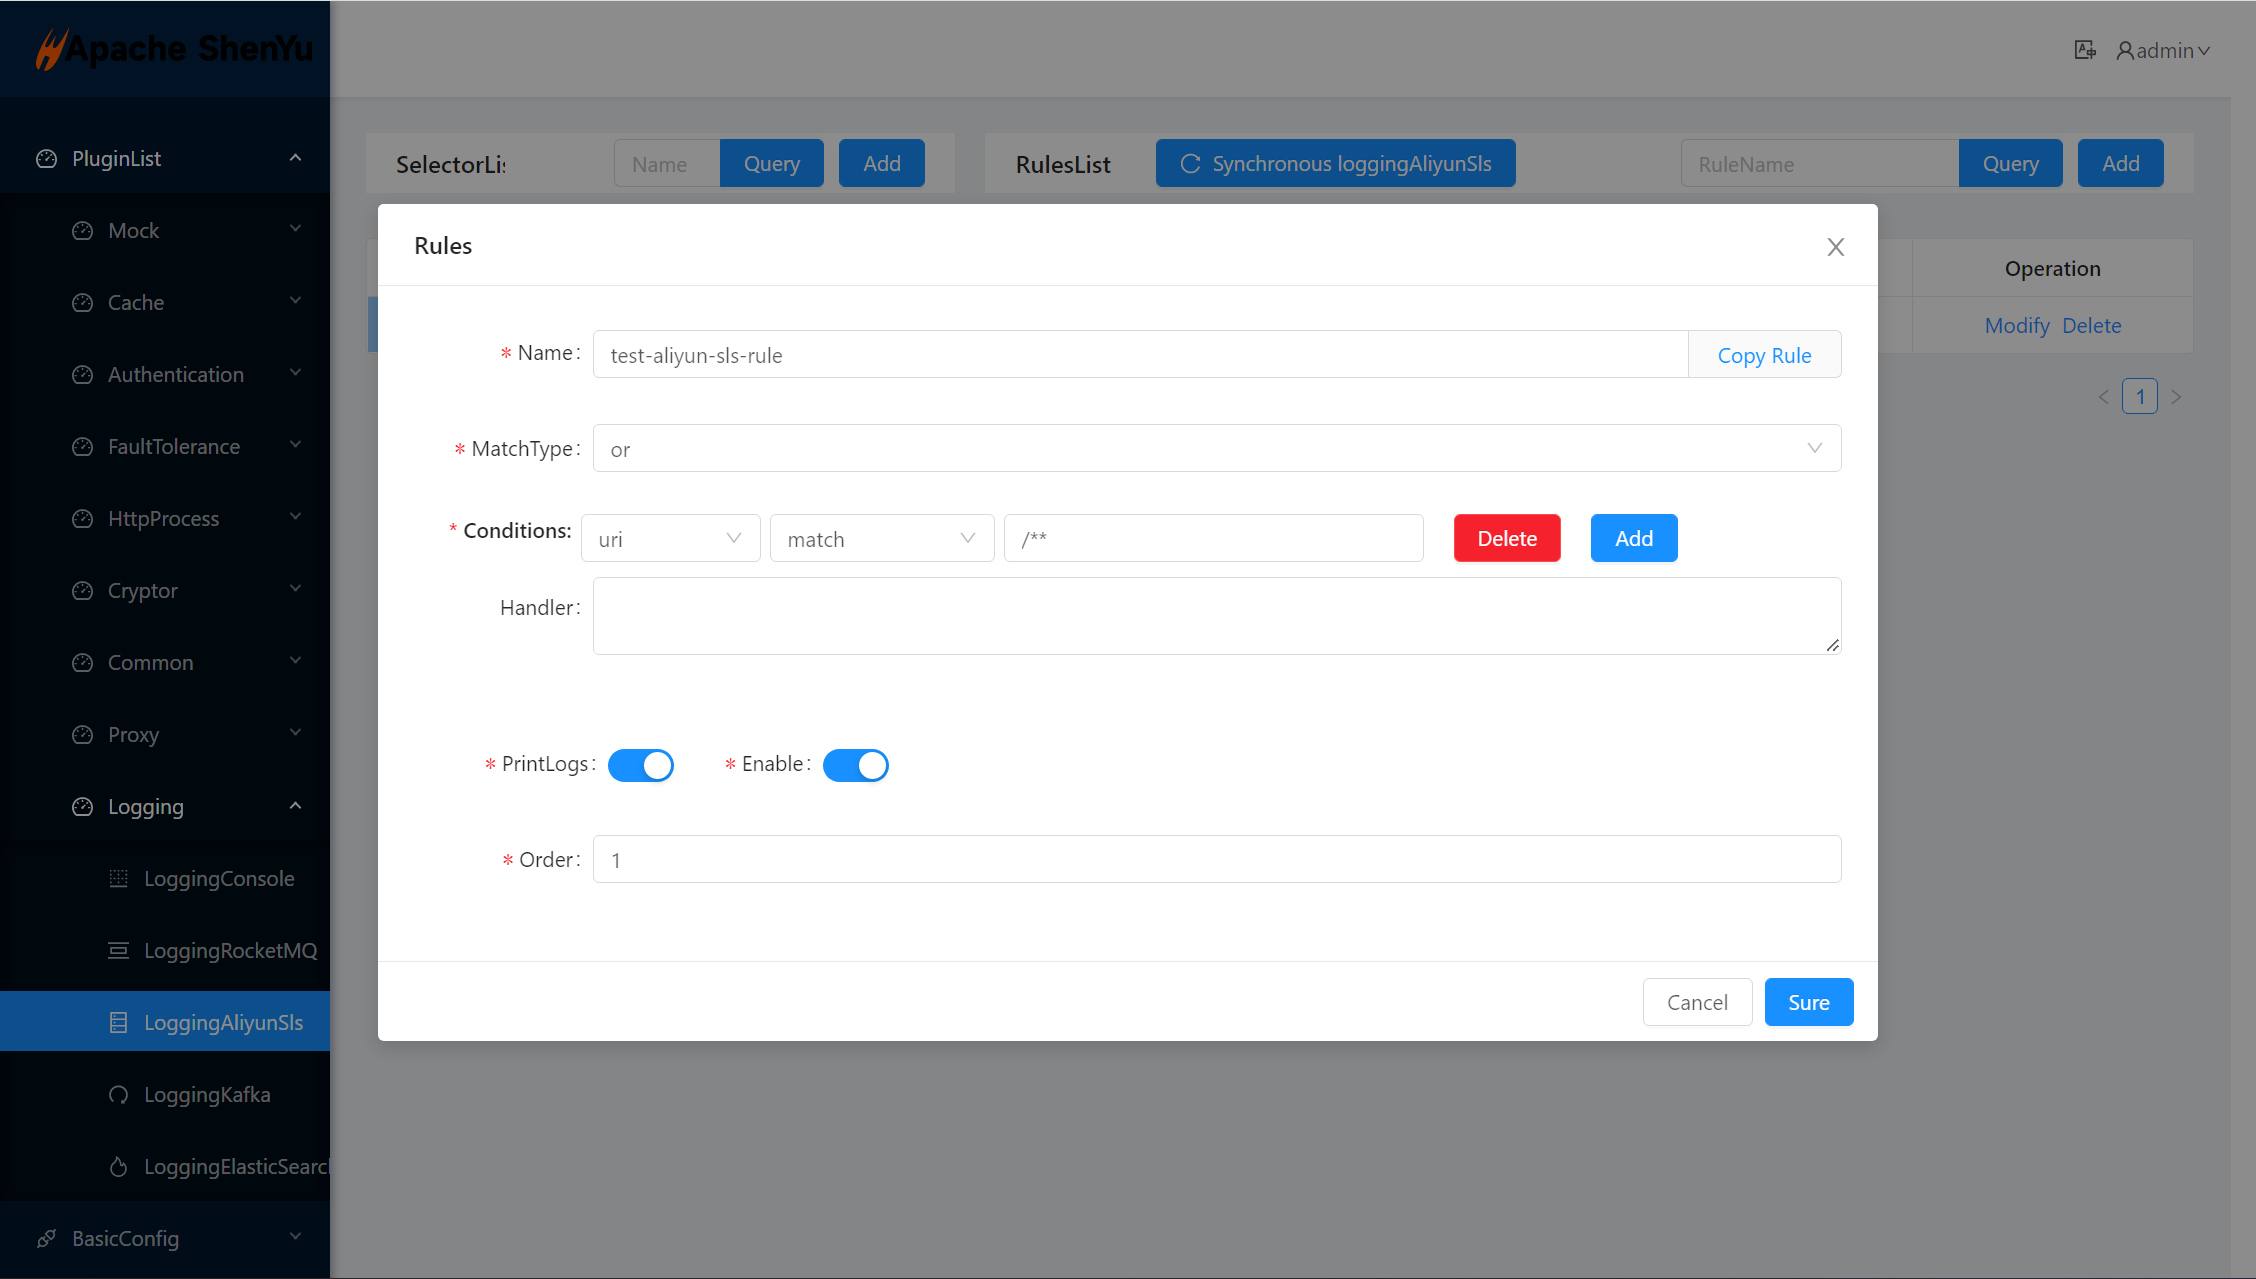 Apache ShenYu
admin
PluginList
Mock
Cache
Authentication
FaultTolerance
HttpProcess
Cryptor
Common
Proxy
Logging
LoggingConsole
LoggingRocketMQ
LoggingAliyunSls
LoggingKafka
LoggingElasticSearc
BasicConfig
SelectorLis
Name
Query
Add
RulesList
Synchronous loggingAliyunSls
RuleName
Query
Add
Operation
Modify Delete
< 1 >
Rules
* Name: test-aliyun-sls-rule Copy Rule
* MatchType: or
* Conditions: uri match /** Delete Add
Handler:
* PrintLogs: * Enable:
* Order: 1
Cancel Sure